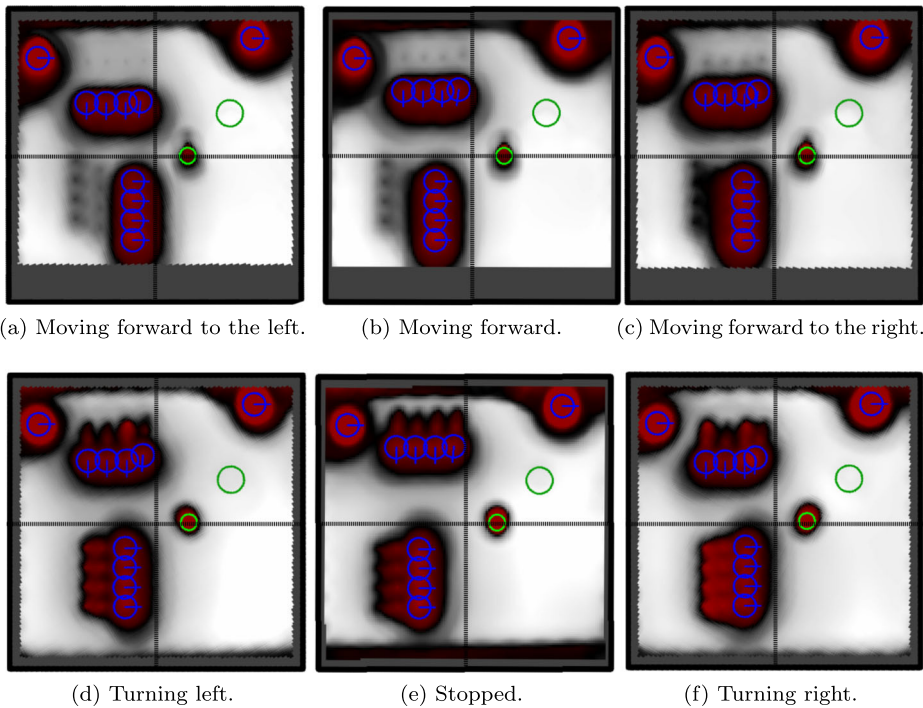 (a) Moving forward to the left.
(b) Moving forward.
(c) Moving forward to the right.
(d) Turning left.
(e) Stopped.
(f) Turning right.